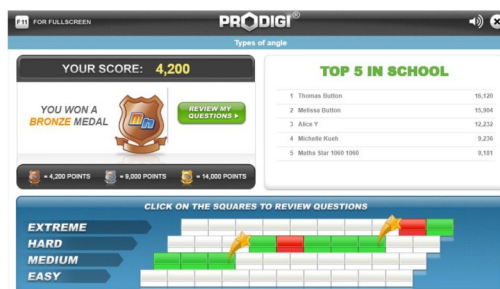 F11 FOR FULLSCREEN
PRODIGI®
Types of angle
YOUR SCORE: 4,200
YOU WON A
BRONZE MEDAL
REVIEW MY
QUESTIONS
= 4,200 POINTS
= 9,000 POINTS
= 14,000 POINTS
TOP 5 IN SCHOOL
1 Thomas Button 16,120
2 Melissa Button 15,904
3 Alice Y 12,232
4 Michelle Kueh 9,236
5 Maths Star 1060 1060 9,181
CLICK ON THE SQUARES TO REVIEW QUESTIONS
EXTREME
HARD
MEDIUM
EASY